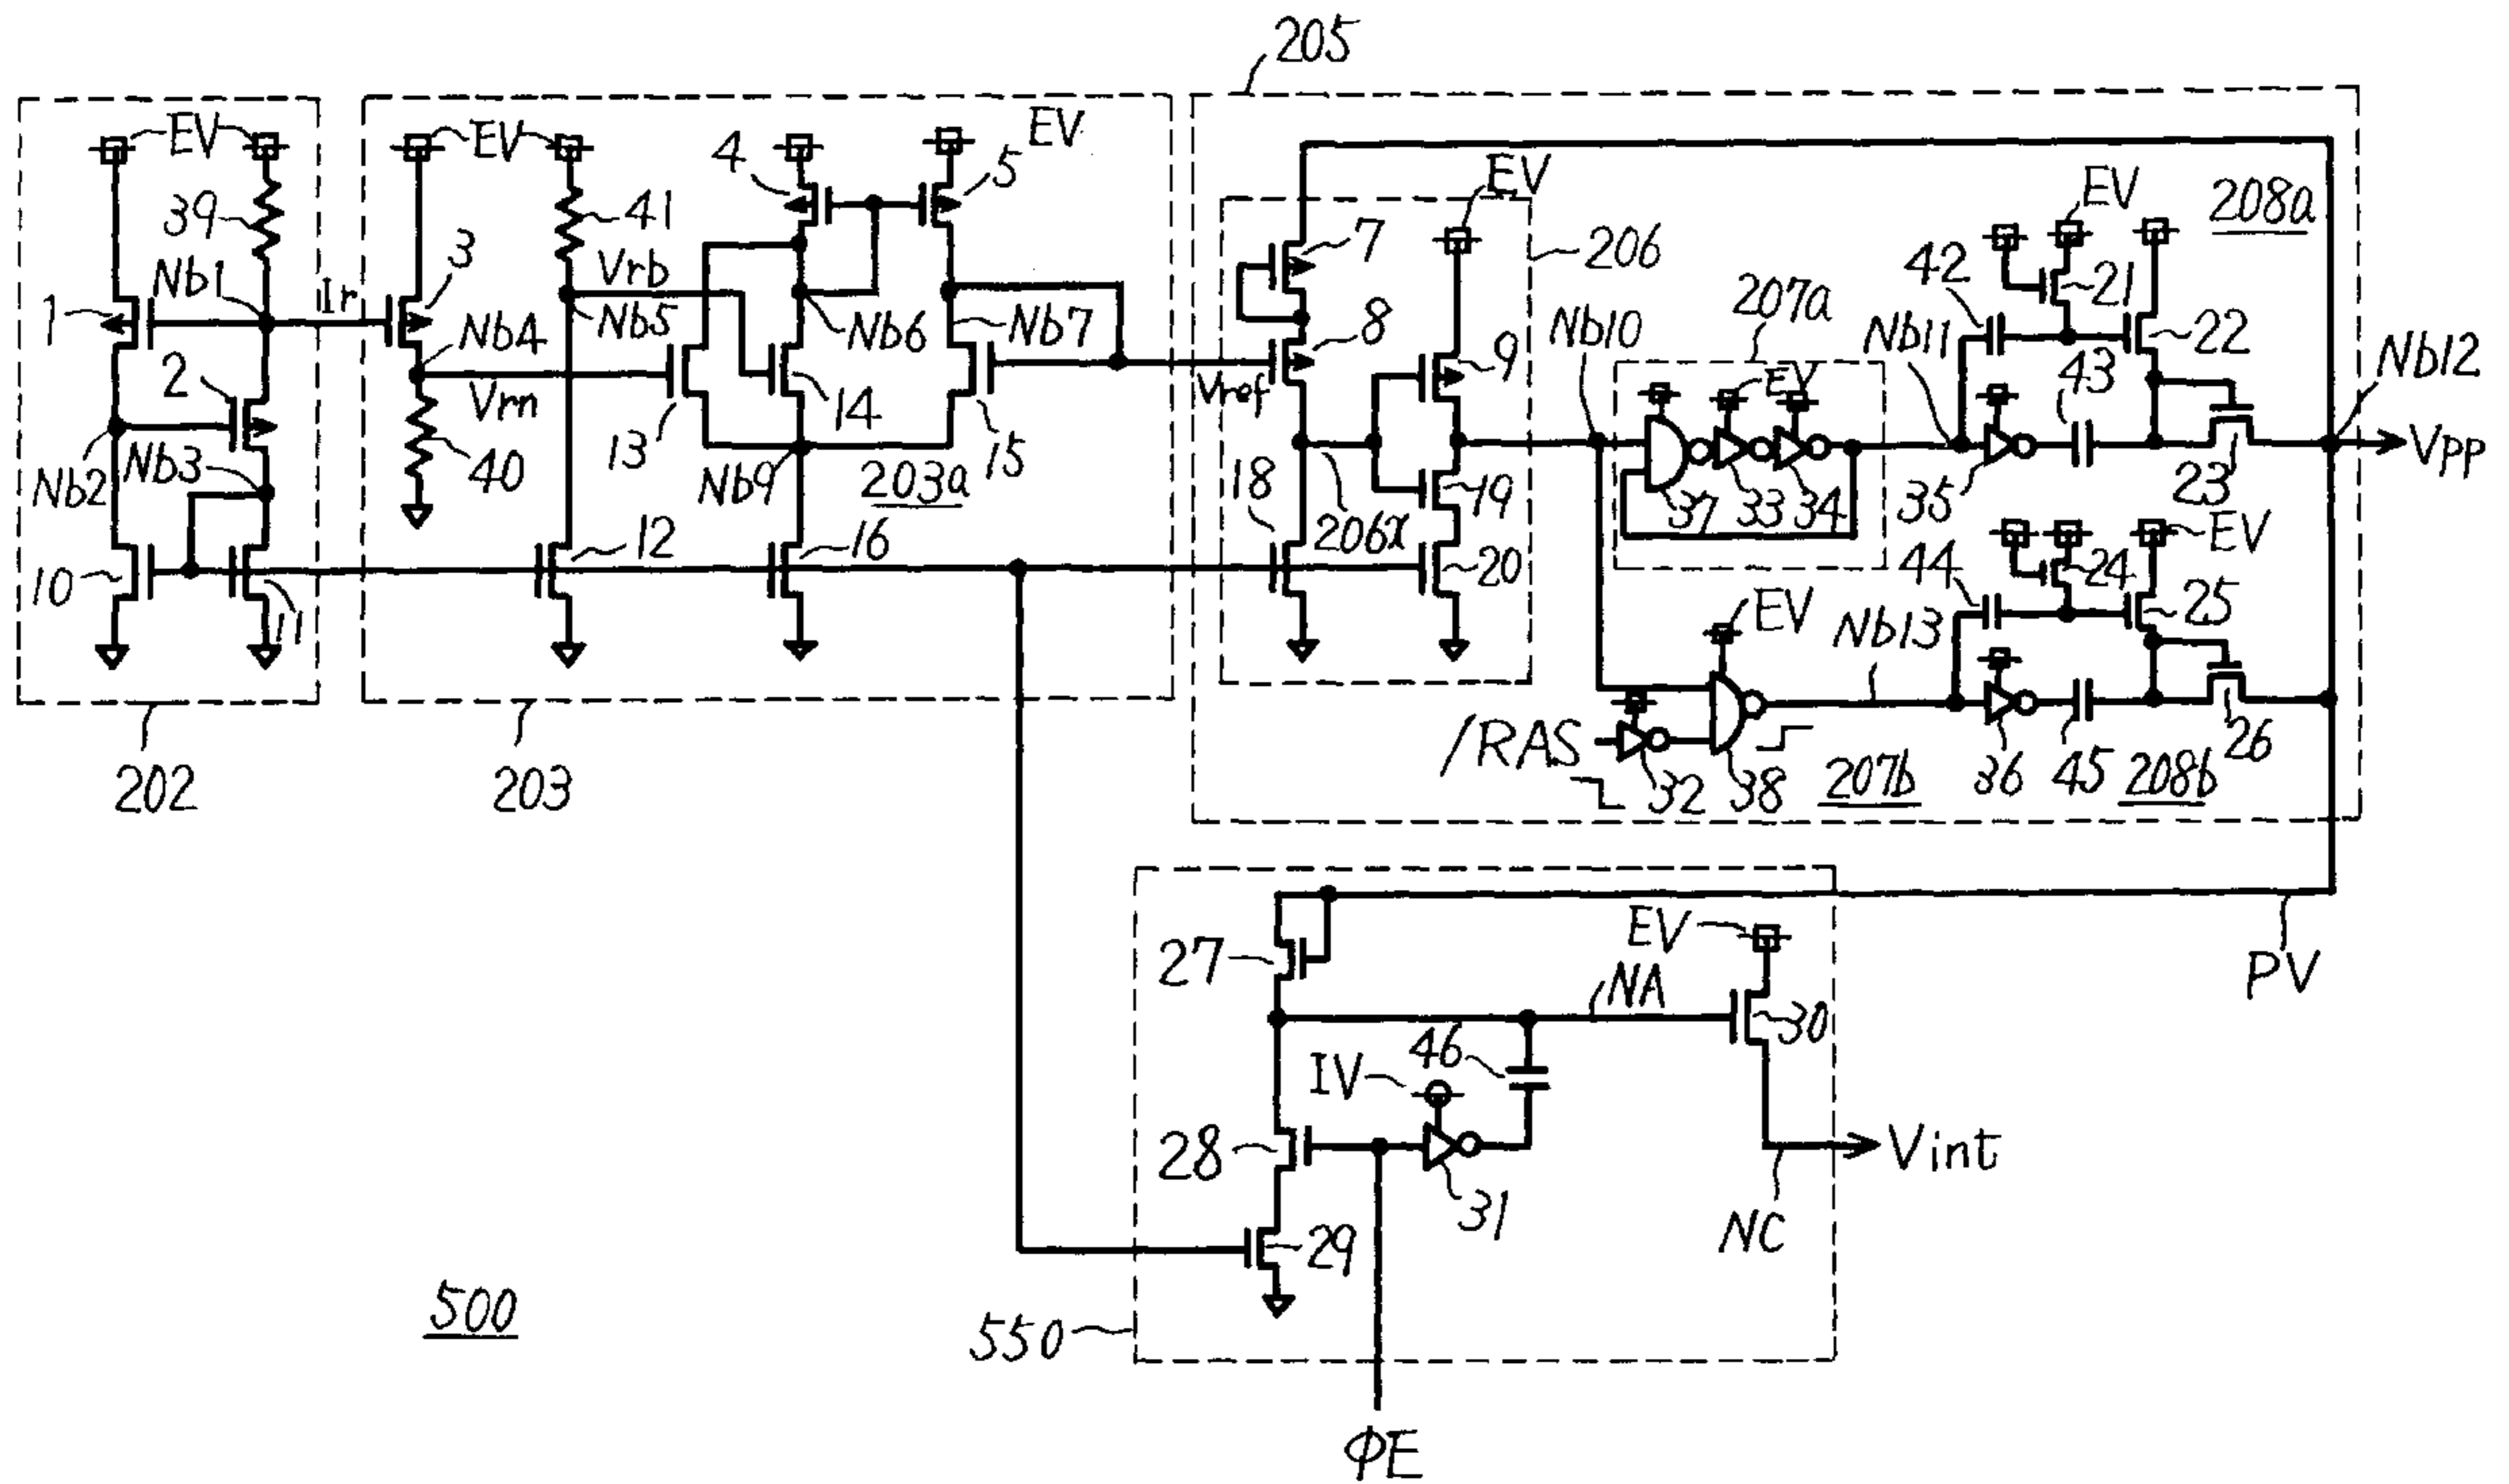 205
EV
EV
EV
4
5
EV
EV
208a
39
41
7
206
EV
42
21
Nb1
Ir
3
Vrb
207a
1
Nb4
Nb5
Nb6
Nb7
8
Nb10
Nb11
22
Nb12
2
9
EV
43
Vm
14
Vref
Vpp
13
15
Nb2
Nb3
40
Nb9
203a
18
19
37
33
34
35
23
206x
10
11
12
16
20
44
24
EV
25
EV
Nb13
/RAS
32
38
207b
36
45
208b
26
202
203
27
EV
NA
PV
30
46
IV
28
31
Vint
29
NC
500
550
ΦE